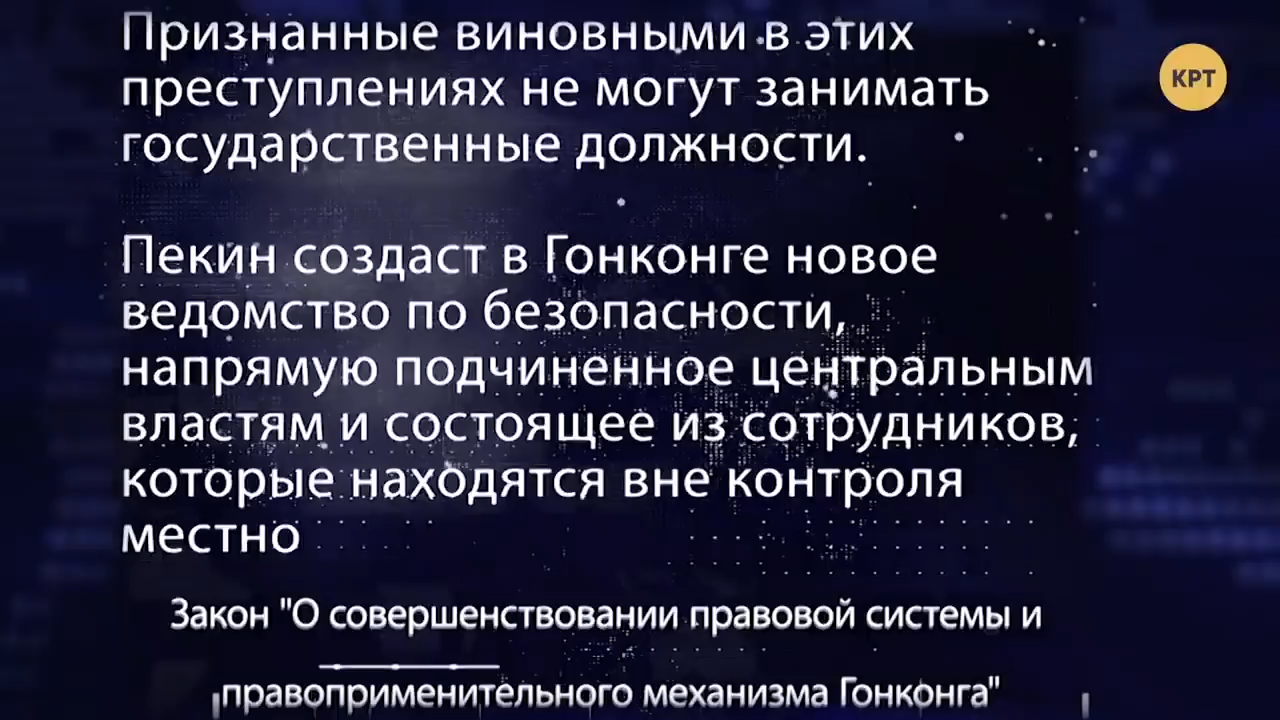 Признанные виновными в этих
преступлениях не могут занимать
государственные должности.
КРТ
Пекин создаст в Гонконге новое
ведомство по безопасности,
напрямую подчиненное центральным
властям и состоящее из сотрудников,
которые находятся вне контроля
местно
Закон "О совершенствовании правовой системы и
правоприменительного механизма Гонконга"